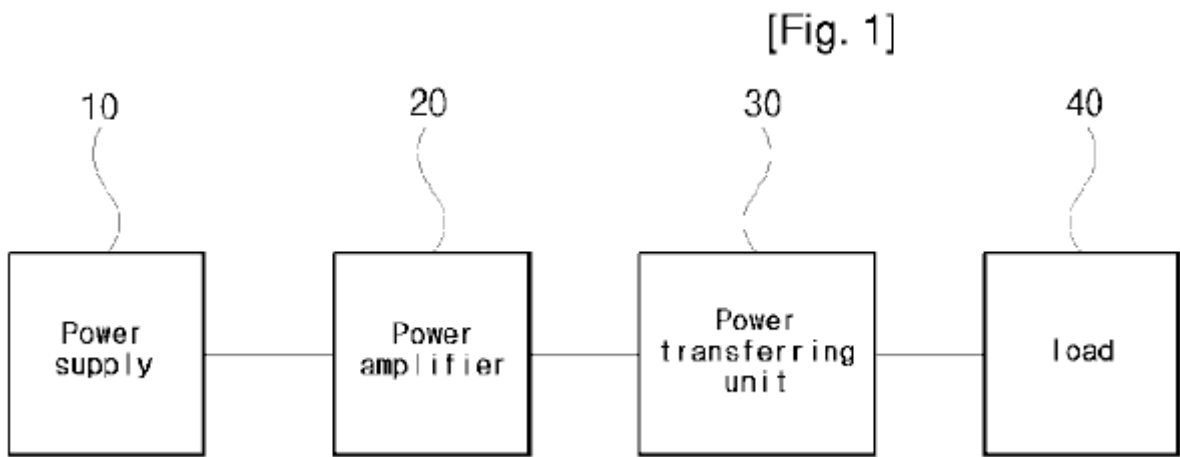 [Fig. 1]
10
20
30
40
Power
supply
Power
amplifier
Power
transferring
unit
load